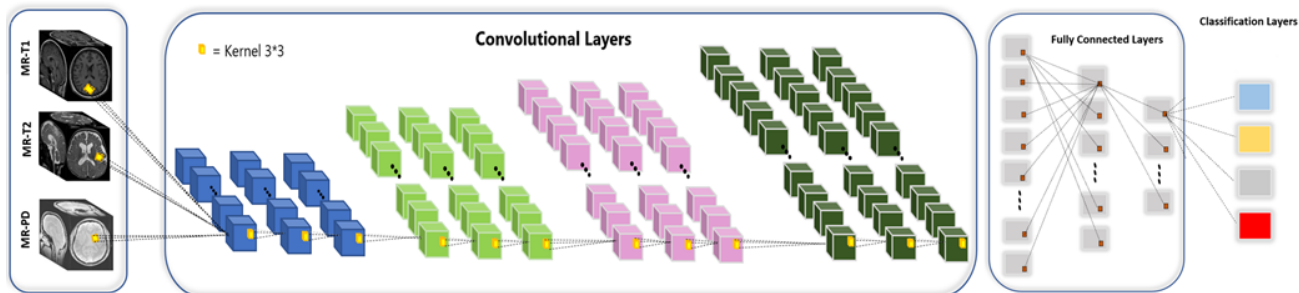 MR-T1
MR-T2
MR-PD
= Kernel 3*3
Convolutional Layers
Fully Connected Layers
Classification Layers